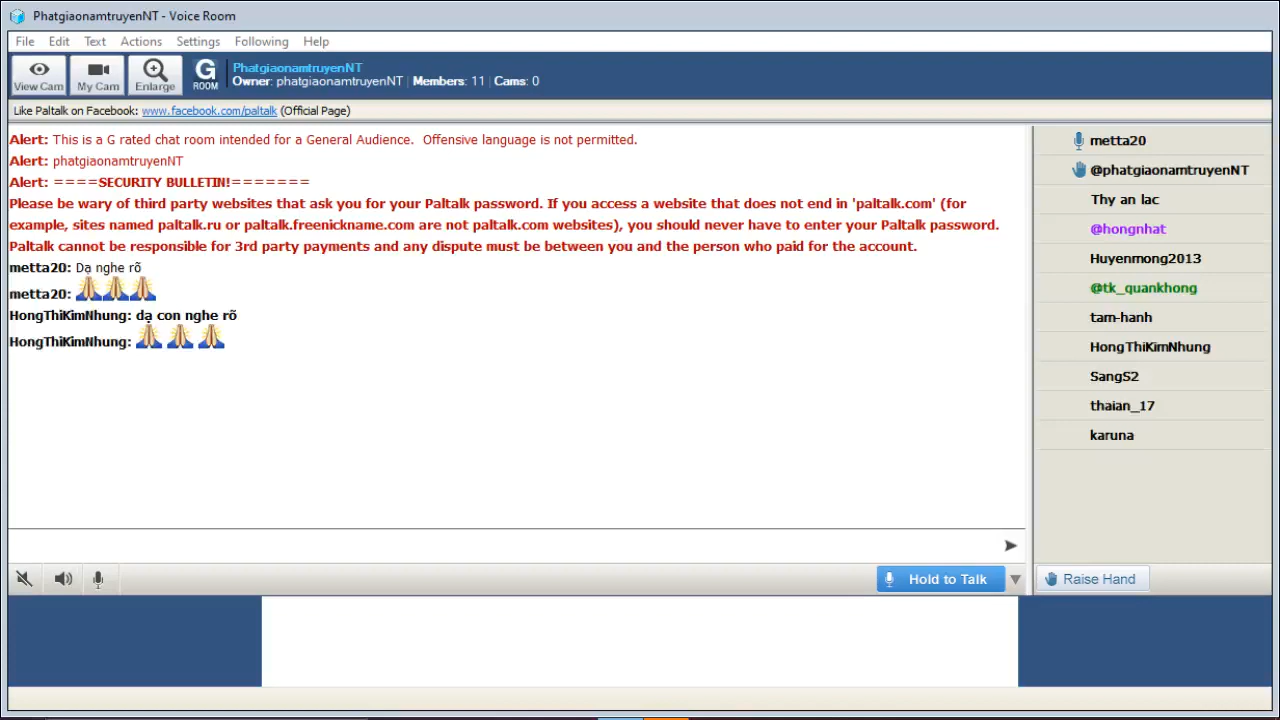 PhatgiaonamtruyenNT - Voice Room
File Edit Text Actions Settings Following Help
View Cam My Cam Enlarge G ROOM
PhatgiaonamtruyenNT
Owner: phatgiaonamtruyenNT | Members: 11 | Cams: 0
Like Paltalk on Facebook: www.facebook.com/paltalk (Official Page)
Alert: This is a G rated chat room intended for a General Audience. Offensive language is not permitted.
Alert: phatgiaonamtruyenNT
Alert: ====SECURITY BULLETIN!=======
Please be wary of third party websites that ask you for your Paltalk password. If you access a website that does not end in 'paltalk.com' (for
example, sites named paltalk.ru or paltalk.freenickname.com are not paltalk.com websites), you should never have to enter your Paltalk password.
Paltalk cannot be responsible for 3rd party payments and any dispute must be between you and the person who paid for the account.
metta20: Dạ nghe rõ
metta20:
HongThiKimNhung: dạ con nghe rõ
HongThiKimNhung:
metta20
@phatgiaonamtruyenNT
Thy an lac
@hongnhat
Huyenmong2013
@tk_quankhong
tam-hanh
HongThiKimNhung
SangS2
thaian_17
karuna
Hold to Talk
Raise Hand